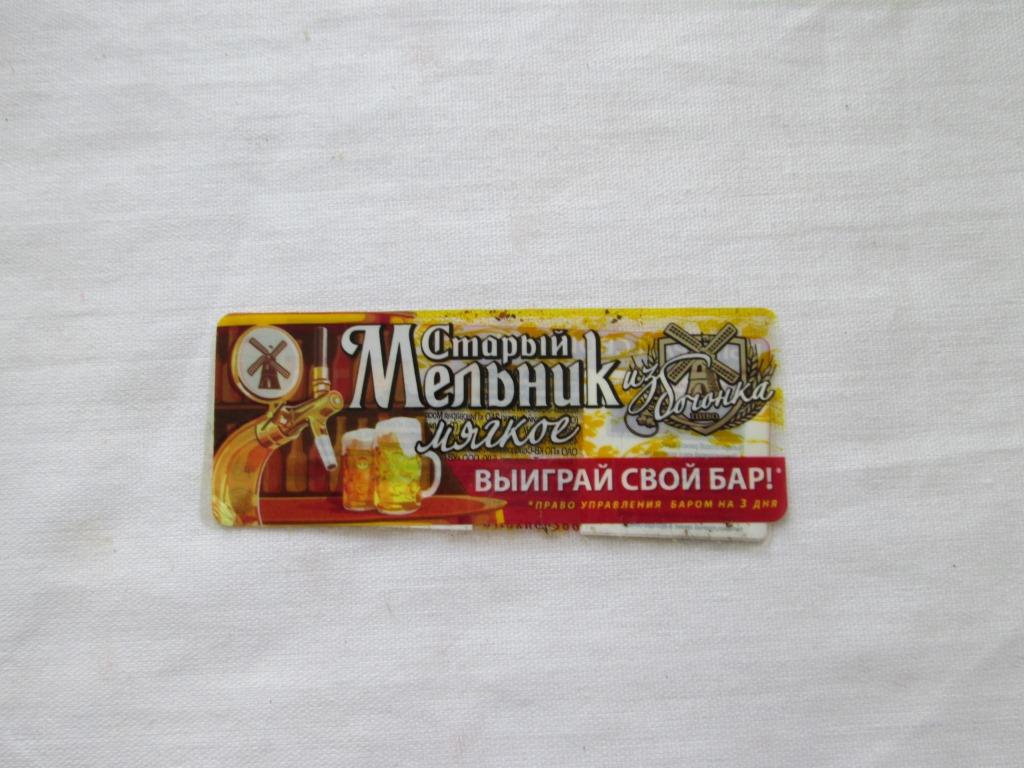 Старый
Мельник
из бочонка
мягкое
ВЫИГРАЙ СВОЙ БАР!*
*ПРАВО УПРАВЛЕНИЯ БАРОМ НА 3 ДНЯ